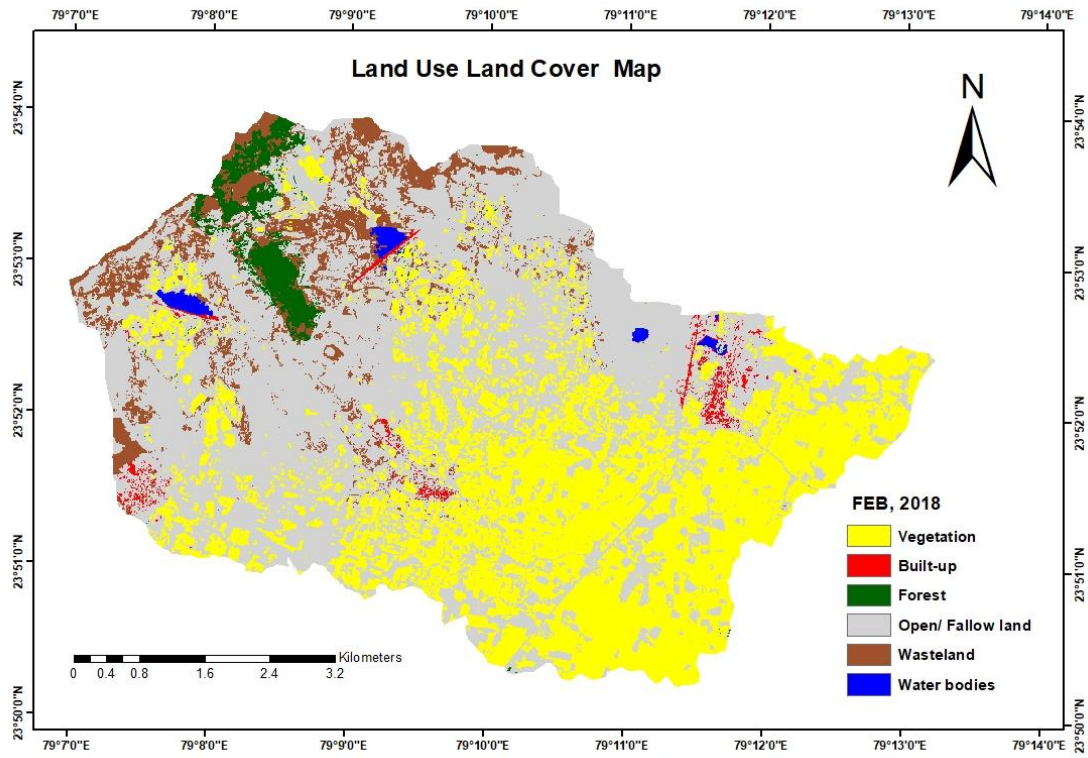 79°7'0"E 79°8'0"E 79°9'0"E 79°10'0"E 79°11'0"E 79°12'0"E 79°13'0"E 79°14'0"E
Land Use Land Cover Map
N
23°54'0"N 23°54'0"N
23°53'0"N 23°53'0"N
23°52'0"N 23°52'0"N
23°51'0"N 23°51'0"N
23°50'0"N 23°50'0"N
FEB, 2018
Vegetation
Built-up
Forest
Open/ Fallow land
Wasteland
Water bodies
Kilometers
0 0.4 0.8 1.6 2.4 3.2
79°7'0"E 79°8'0"E 79°9'0"E 79°10'0"E 79°11'0"E 79°12'0"E 79°13'0"E 79°14'0"E